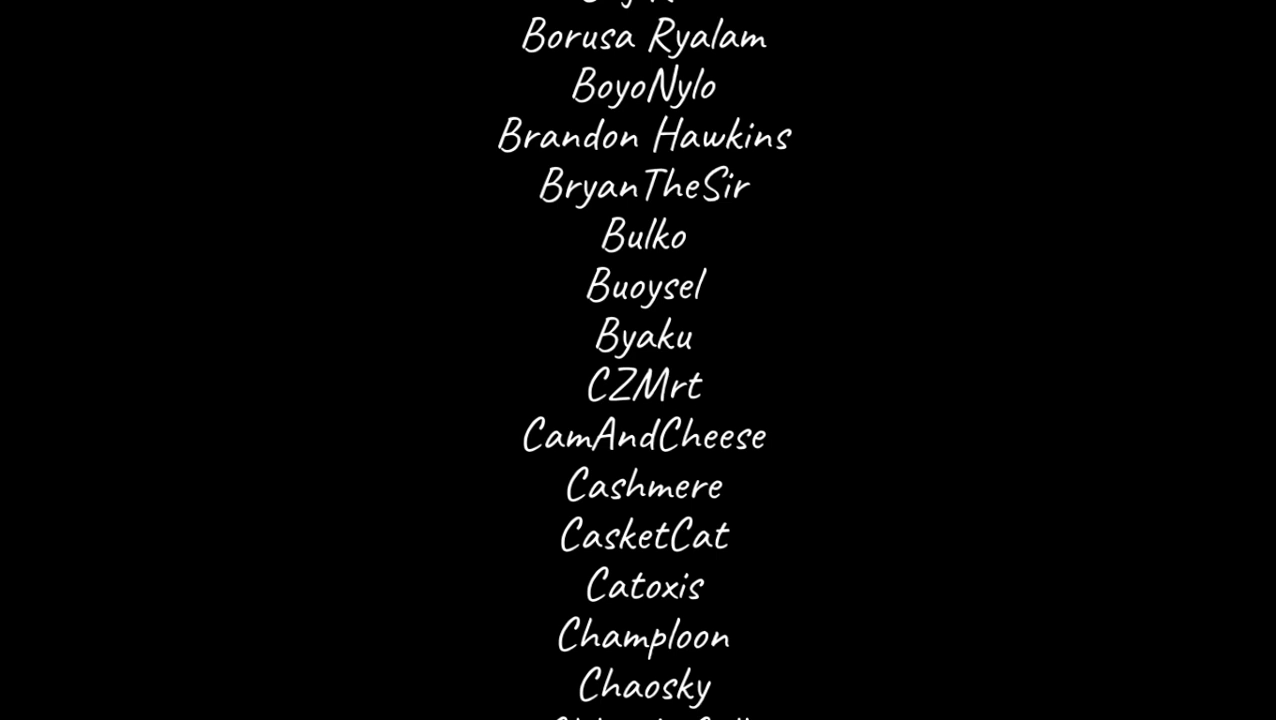 Borusa Ryalam
BoyoNylo
Brandon Hawkins
BryanTheSir
Bulko
Buoysel
Byaku
CZMrt
CamAndCheese
Cashmere
CasketCat
Catoxis
Champloon
Chaosky